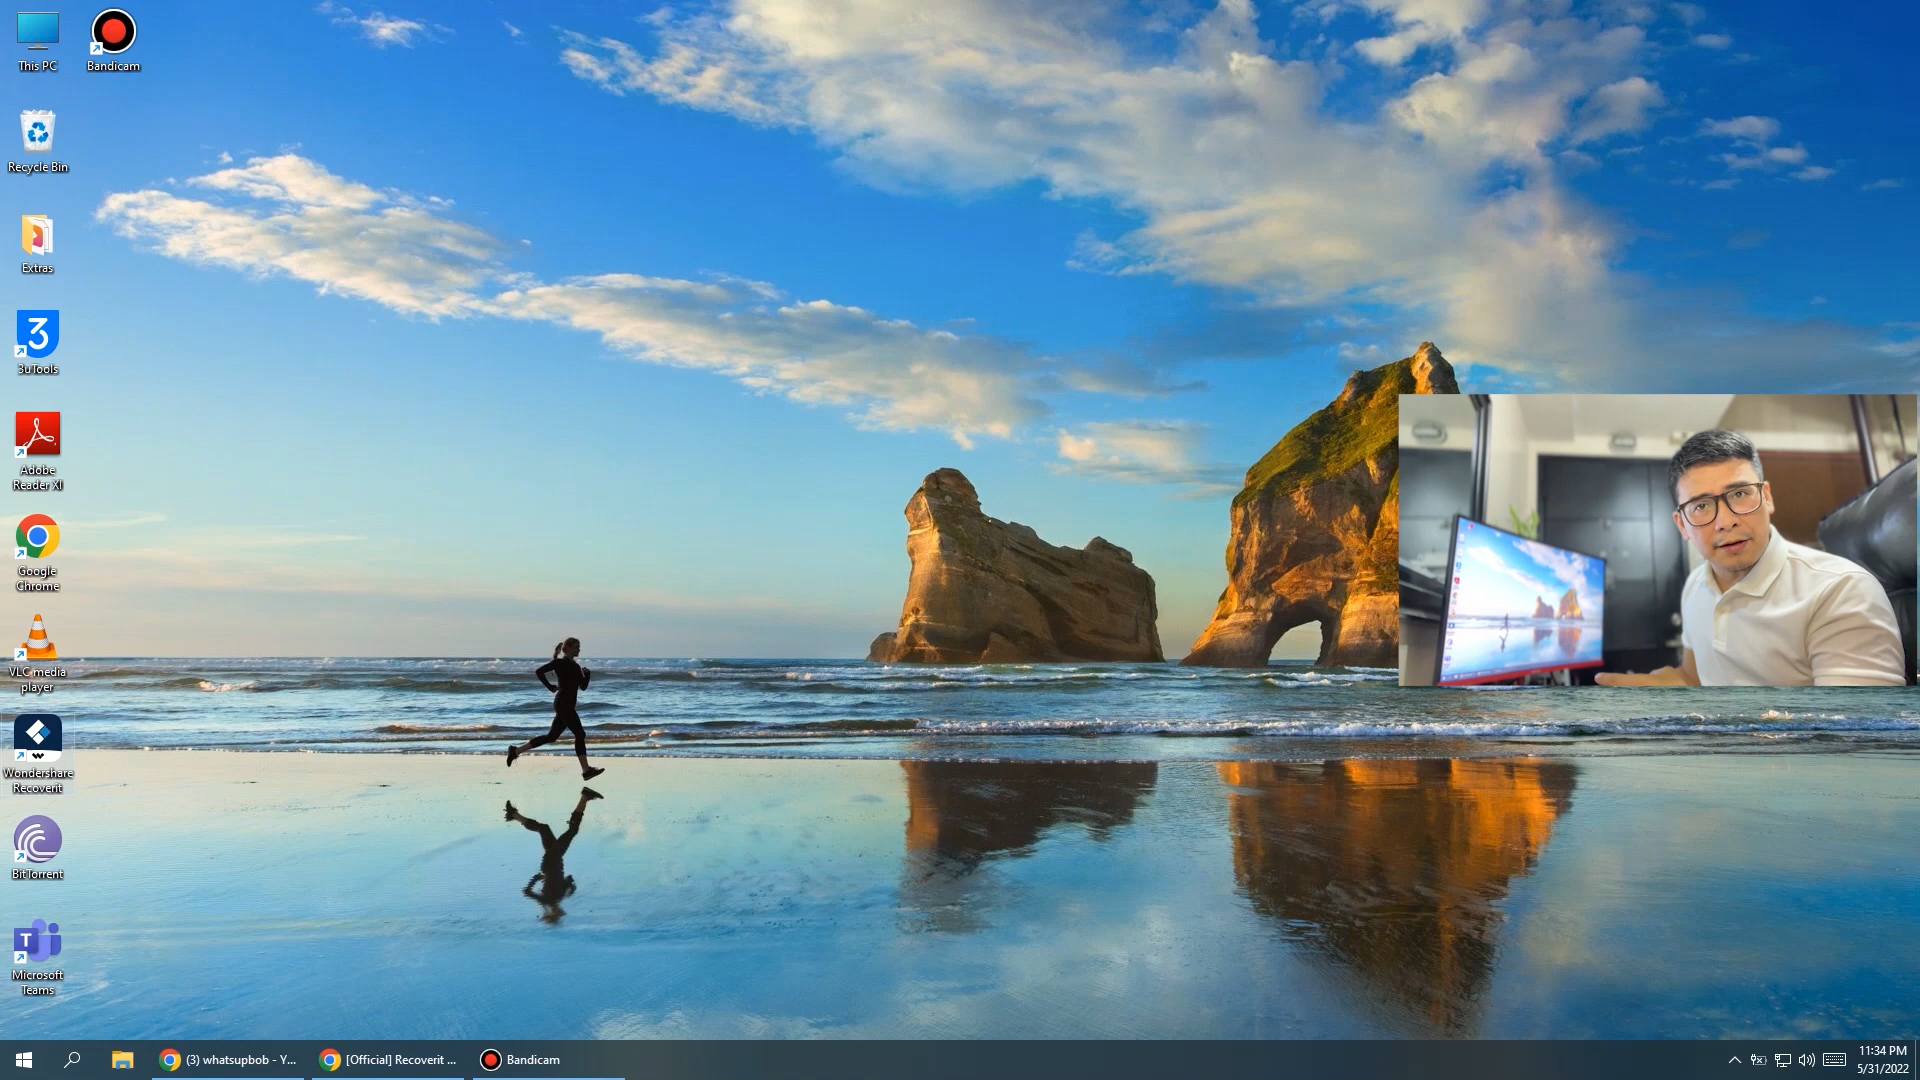 This PC
Bandicam
Recycle Bin
Extras
3
3uTools
Adobe
Reader XI
Google
Chrome
VLC media
player
Wondershare
Recoverit
BitTorrent
T
Microsoft
Teams
(3) whatsupbob - Y...
[Official] Recoverit ...
Bandicam
11:34 PM
5/31/2022